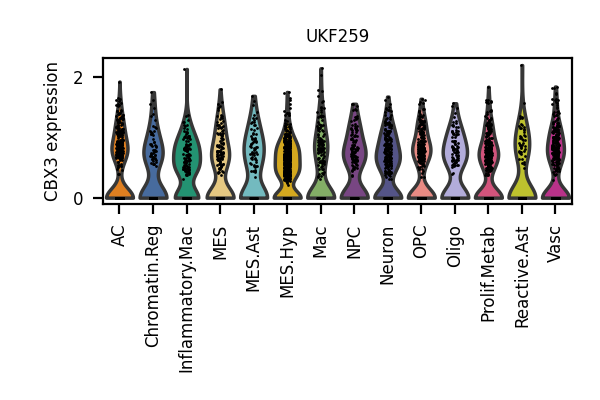 UKF259
CBX3 expression
2
0
AC
Chromatin.Reg
Inflammatory.Mac
MES
MES.Ast
MES.Hyp
Mac
NPC
Neuron
OPC
Oligo
Prolif.Metab
Reactive.Ast
Vasc